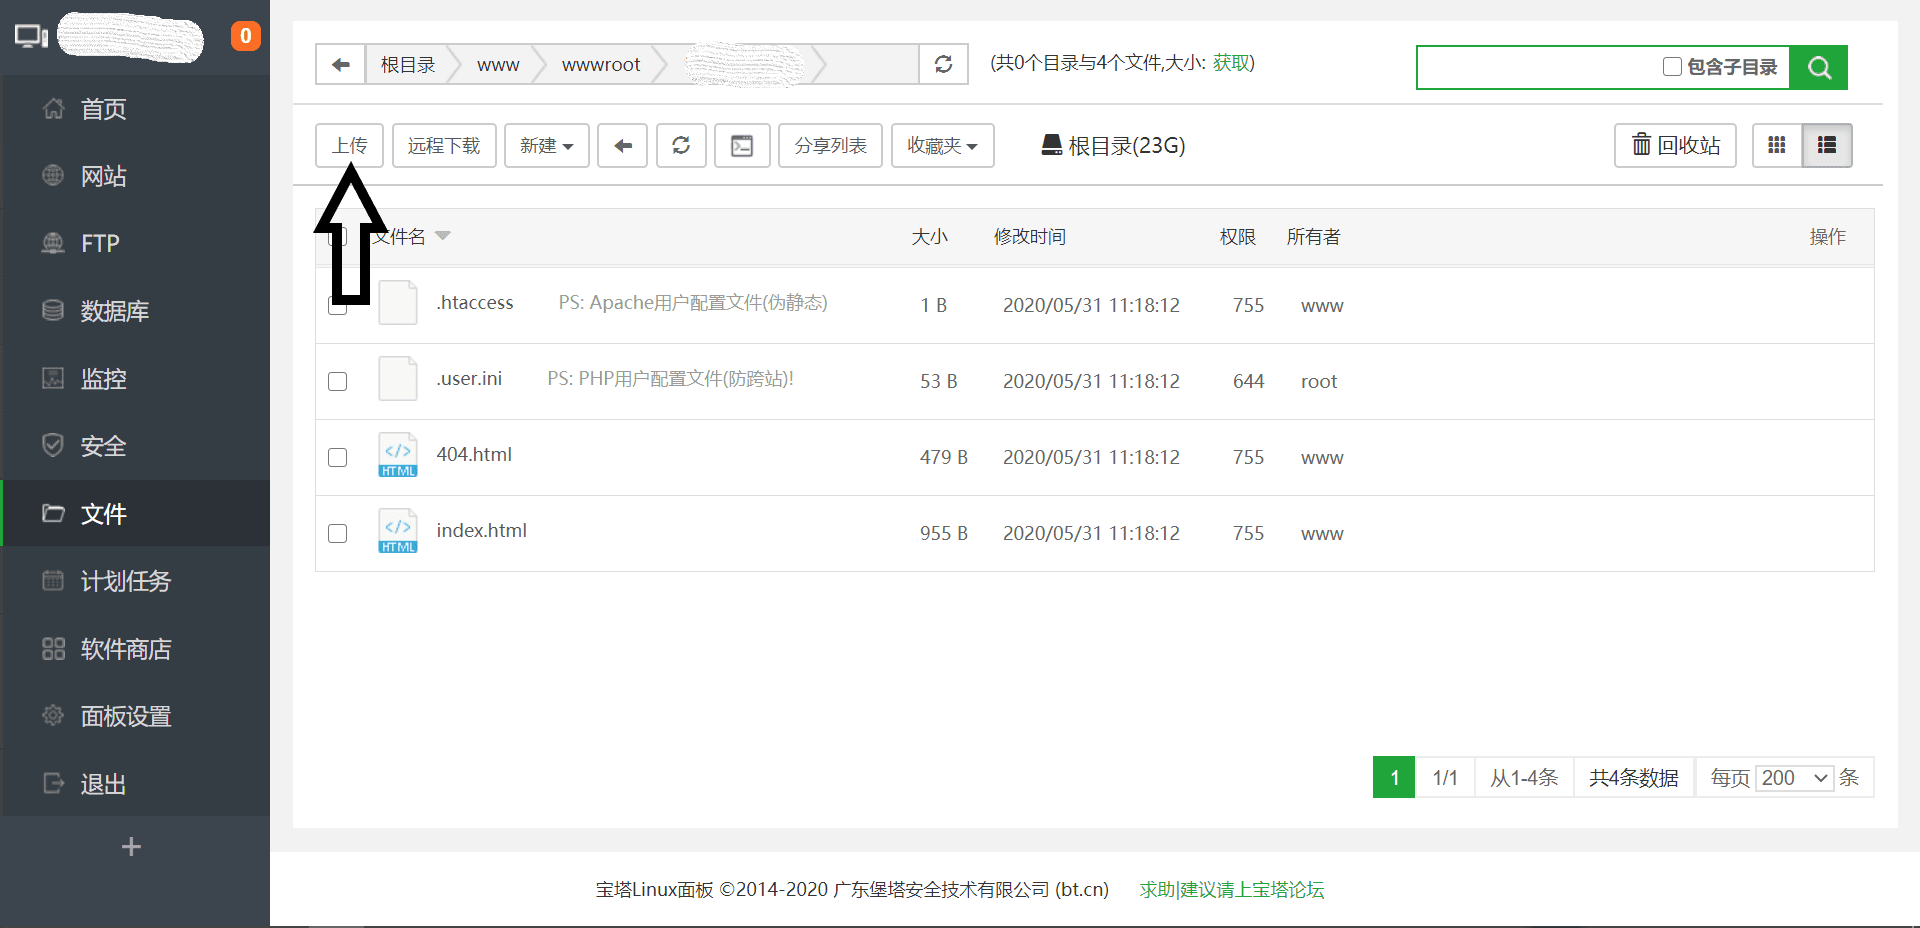 0
首页
网站
FTP
数据库
监控
安全
文件
计划任务
软件商店
面板设置
退出
根目录 www wwwroot (共0个目录与4个文件,大小: 获取) 包含子目录
上传 远程下载 新建 分享列表 收藏夹 根目录(23G) 回收站
文件名 大小 修改时间 权限 所有者 操作
.htaccess PS: Apache用户配置文件(伪静态) 1 B 2020/05/31 11:18:12 755 www
.user.ini PS: PHP用户配置文件(防跨站)! 53 B 2020/05/31 11:18:12 644 root
404.html 479 B 2020/05/31 11:18:12 755 www
index.html 955 B 2020/05/31 11:18:12 755 www
1 1/1 从1-4条 共4条数据 每页 200 条
宝塔Linux面板 ©2014-2020 广东堡塔安全技术有限公司 (bt.cn) 求助|建议请上宝塔论坛